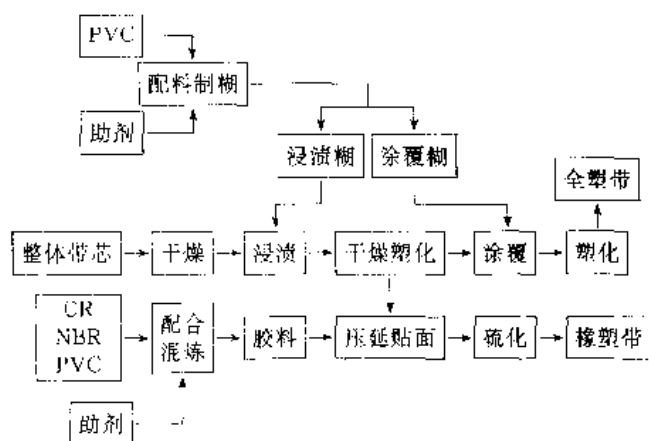 PVC
配料制糊
助剂
浸渍糊
涂覆糊
全塑带
整体带芯
干燥
浸渍
干燥塑化
涂覆
塑化
CR
NBR
PVC
配合
混炼
胶料
压延贴面
硫化
橡塑带
助剂